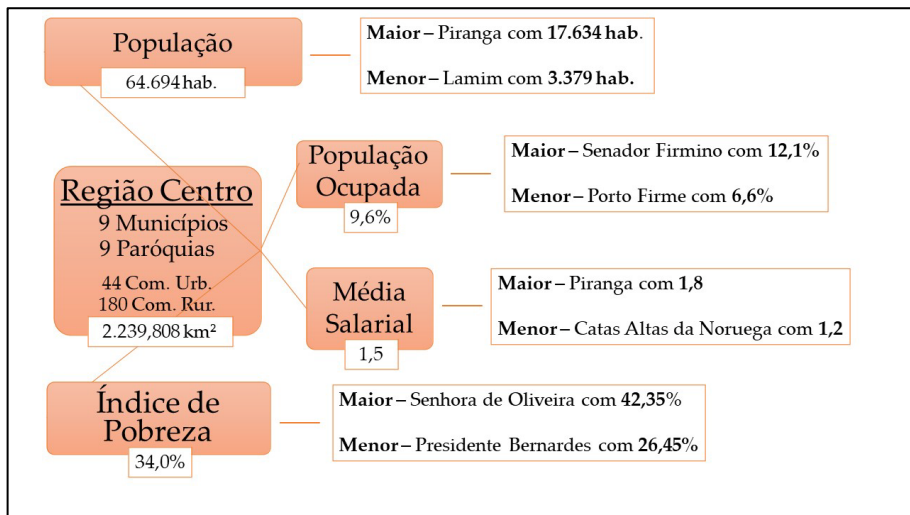 População
64.694 hab.
Maior – Piranga com 17.634 hab.
Menor – Lamim com 3.379 hab.
Região Centro
9 Municípios
9 Paróquias
44 Com. Urb.
180 Com. Rur.
2.239,808 km²
População
Ocupada
9,6%
Maior – Senador Firmino com 12,1%
Menor – Porto Firme com 6,6%
Média
Salarial
1,5
Maior – Piranga com 1,8
Menor – Catas Altas da Noruega com 1,2
Índice de
Pobreza
34,0%
Maior – Senhora de Oliveira com 42,35%
Menor – Presidente Bernardes com 26,45%